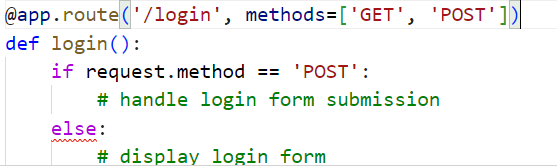 @app.route('/login', methods=['GET', 'POST'])
def login():
    if request.method == 'POST':
        # handle login form submission
    else:
        # display login form